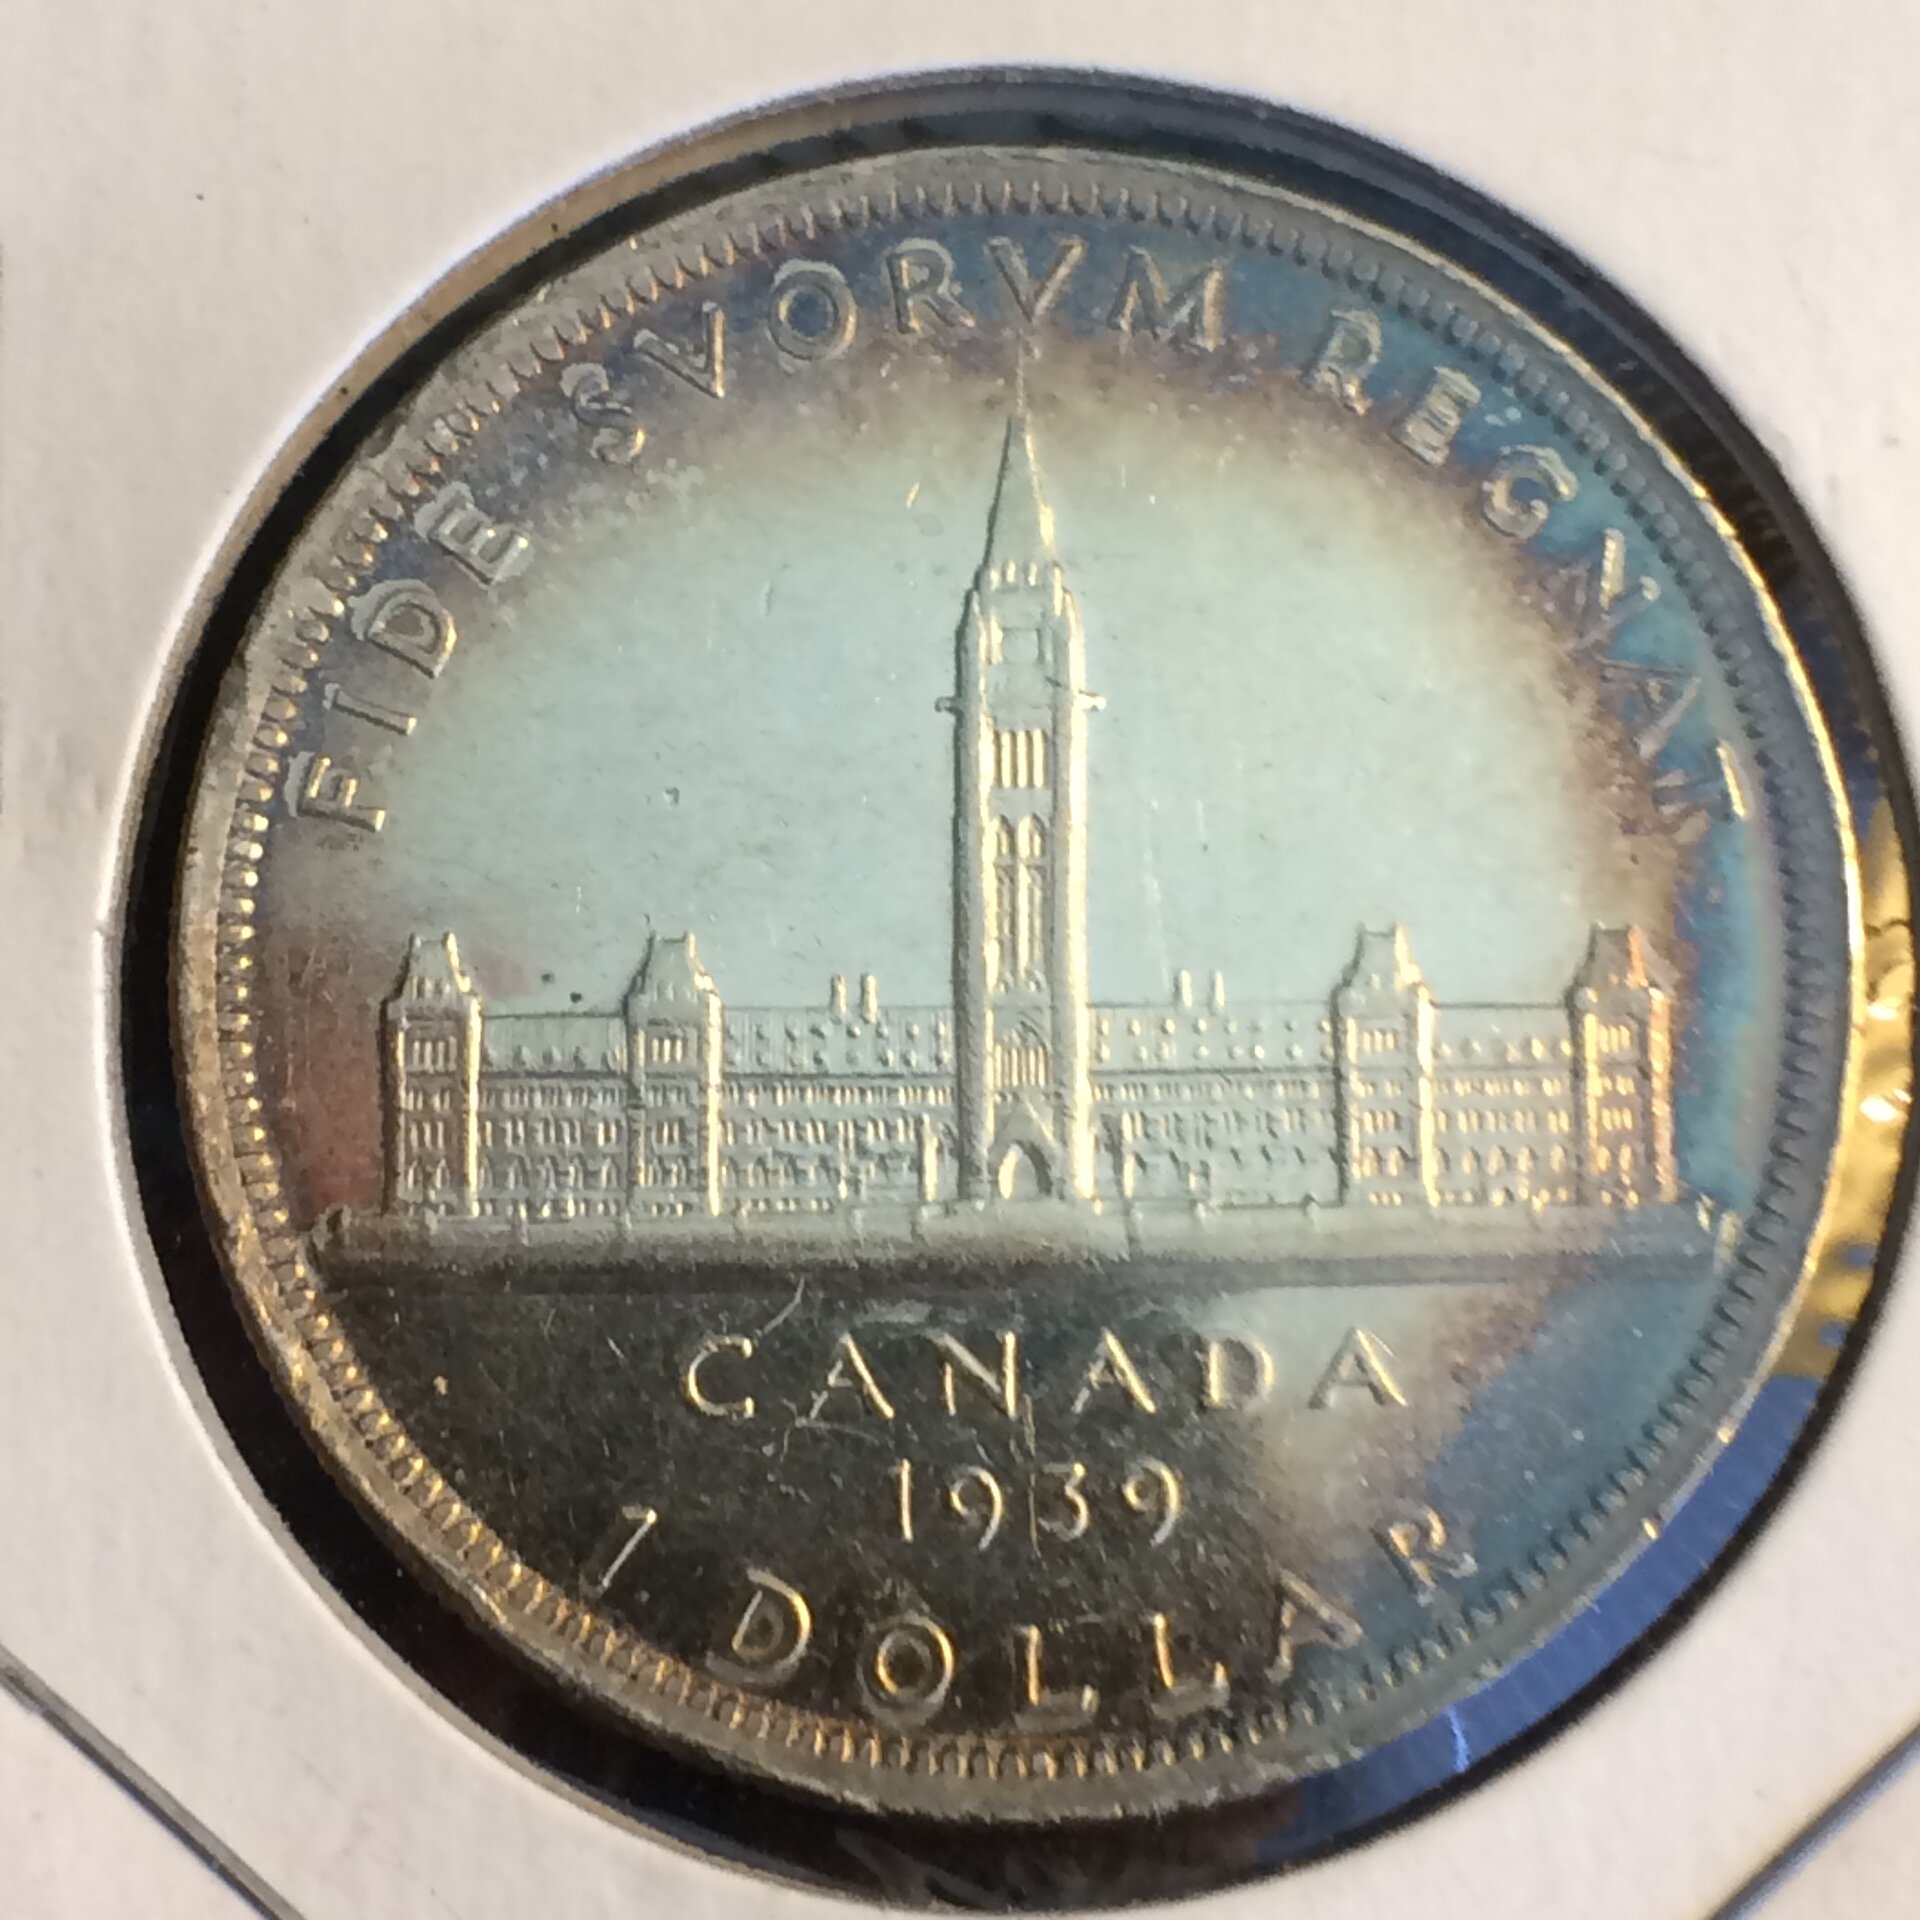 FIDE SVORVM REGNAT
CANADA
1939
1 DOLLAR